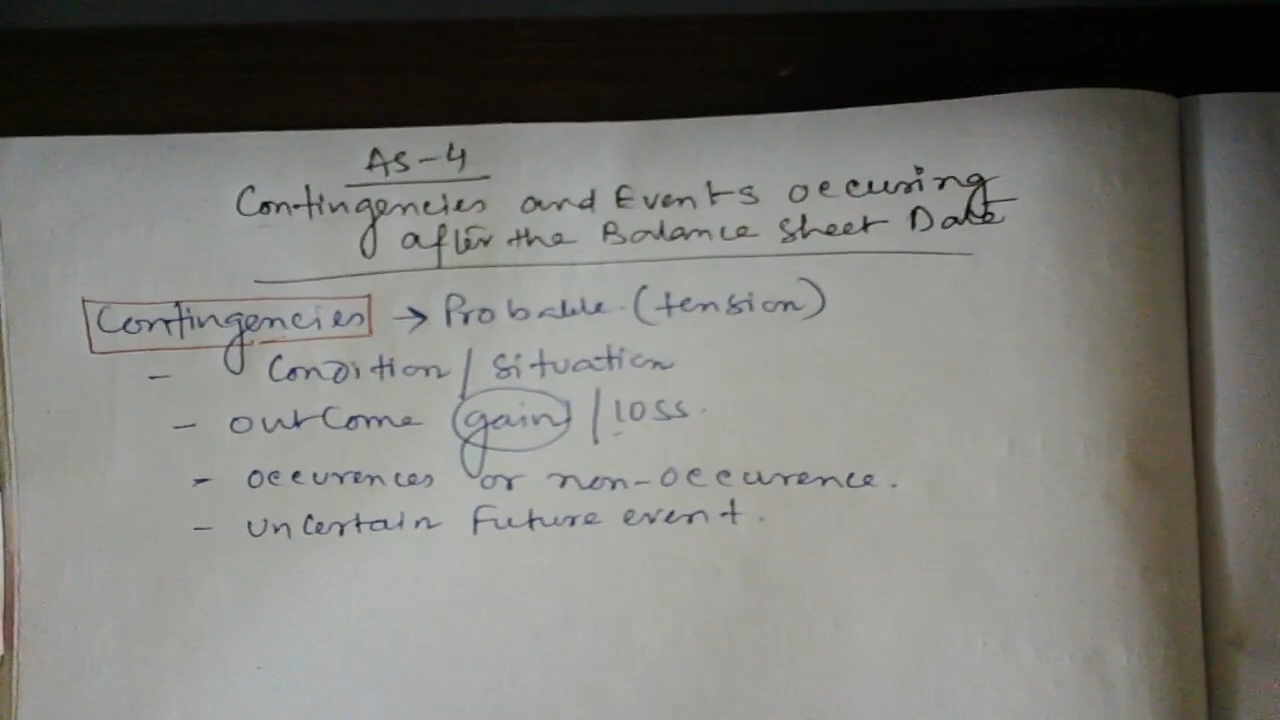 AS-4
Contingencies and Events occuring
after the Balance Sheet Date
Contingencies → Probable. (tension)
- Condition / Situation
- outcome gain / loss.
- occurences or non-occurence.
- uncertain Future event.